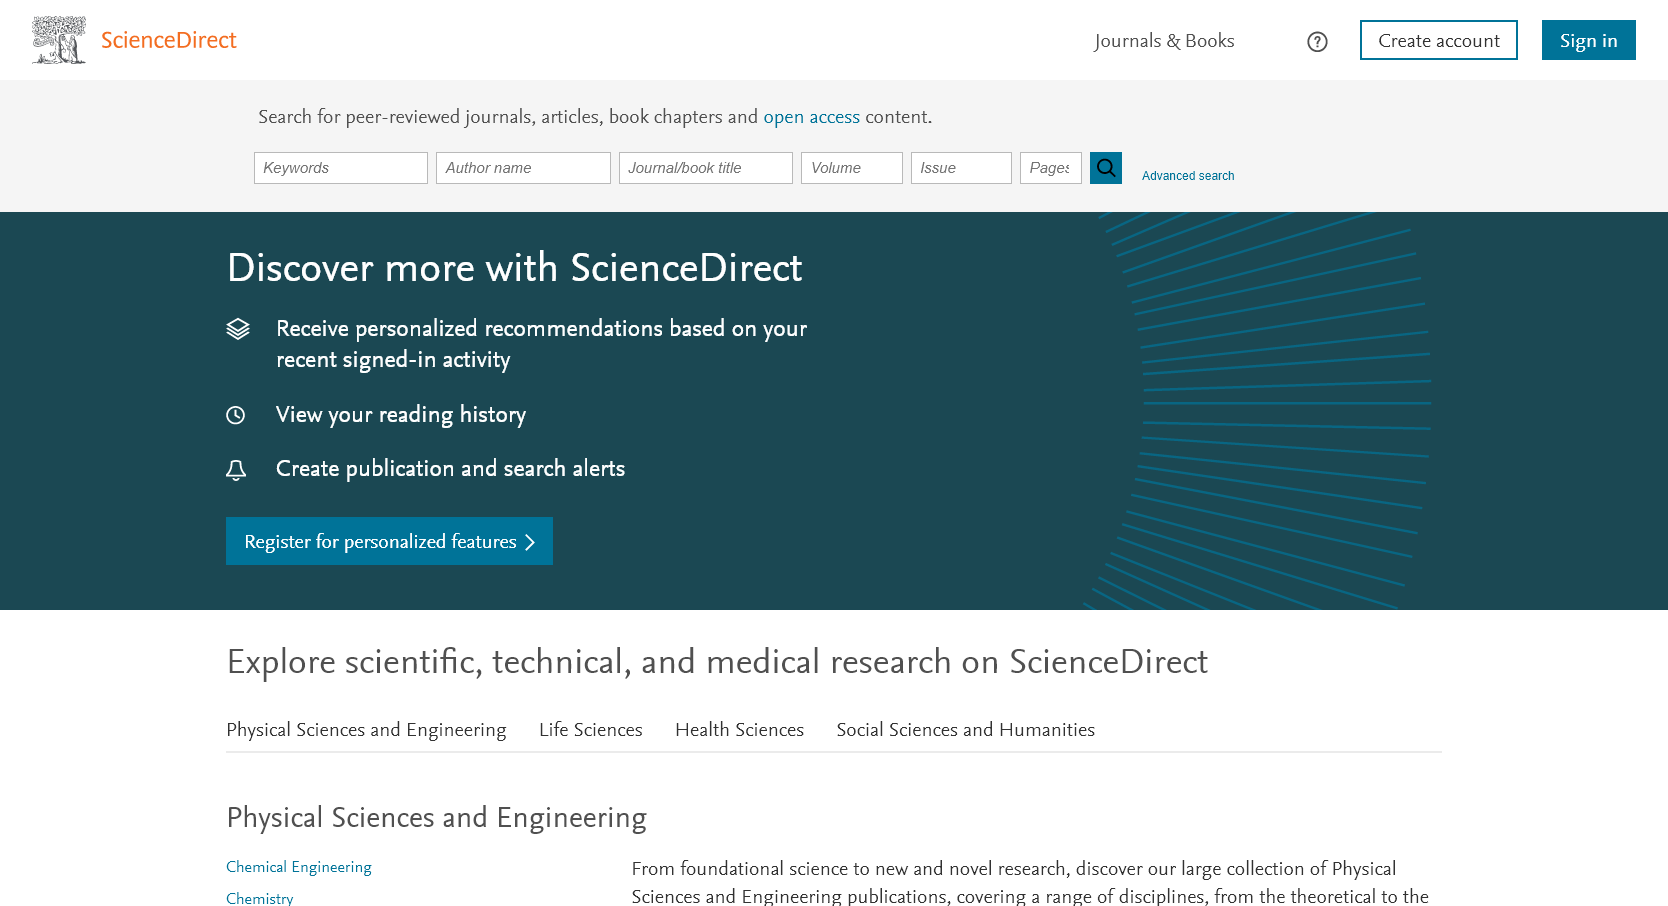 ScienceDirect
Journals & Books
Create account
Sign in
Search for peer-reviewed journals, articles, book chapters and open access content.
Keywords
Author name
Journal/book title
Volume
Issue
Pages
Advanced search
Discover more with ScienceDirect
Receive personalized recommendations based on your
recent signed-in activity
View your reading history
Create publication and search alerts
Register for personalized features
Explore scientific, technical, and medical research on ScienceDirect
Physical Sciences and Engineering
Life Sciences
Health Sciences
Social Sciences and Humanities
Physical Sciences and Engineering
Chemical Engineering
Chemistry
From foundational science to new and novel research, discover our large collection of Physical
Sciences and Engineering publications, covering a range of disciplines, from the theoretical to the